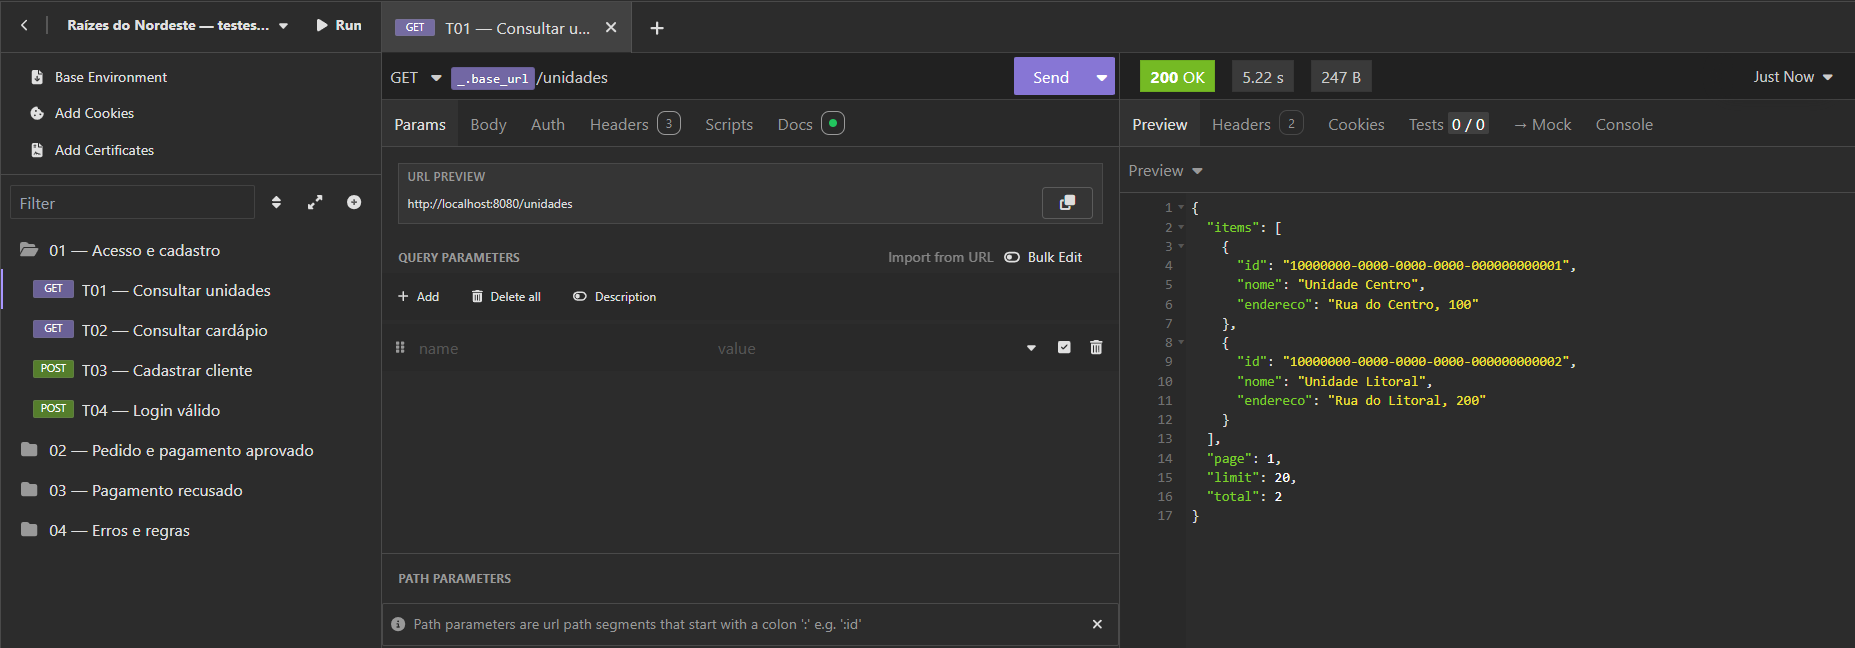 Raízes do Nordeste — testes...
Run
Base Environment
Add Cookies
Add Certificates
Filter
01 — Acesso e cadastro
GET T01 — Consultar unidades
GET T02 — Consultar cardápio
POST T03 — Cadastrar cliente
POST T04 — Login válido
02 — Pedido e pagamento aprovado
03 — Pagamento recusado
04 — Erros e regras
GET T01 — Consultar u...
GET _.base_url/unidades
Send
Params Body Auth Headers 3 Scripts Docs
URL PREVIEW
http://localhost:8080/unidades
QUERY PARAMETERS
Import from URL Bulk Edit
Add Delete all Description
name value
PATH PARAMETERS
Path parameters are url path segments that start with a colon ':' e.g. ':id'
200 OK 5.22 s 247 B Just Now
Preview Headers 2 Cookies Tests 0 / 0 → Mock Console
Preview
1 {
2 "items": [
3 {
4 "id": "10000000-0000-0000-0000-000000000001",
5 "nome": "Unidade Centro",
6 "endereco": "Rua do Centro, 100"
7 },
8 {
9 "id": "10000000-0000-0000-0000-000000000002",
10 "nome": "Unidade Litoral",
11 "endereco": "Rua do Litoral, 200"
12 }
13 ],
14 "page": 1,
15 "limit": 20,
16 "total": 2
17 }